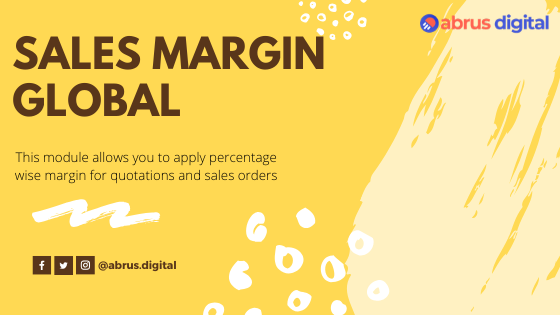 abrus digital
SALES MARGIN
GLOBAL
This module allows you to apply percentage
wise margin for quotations and sales orders
@abrus.digital